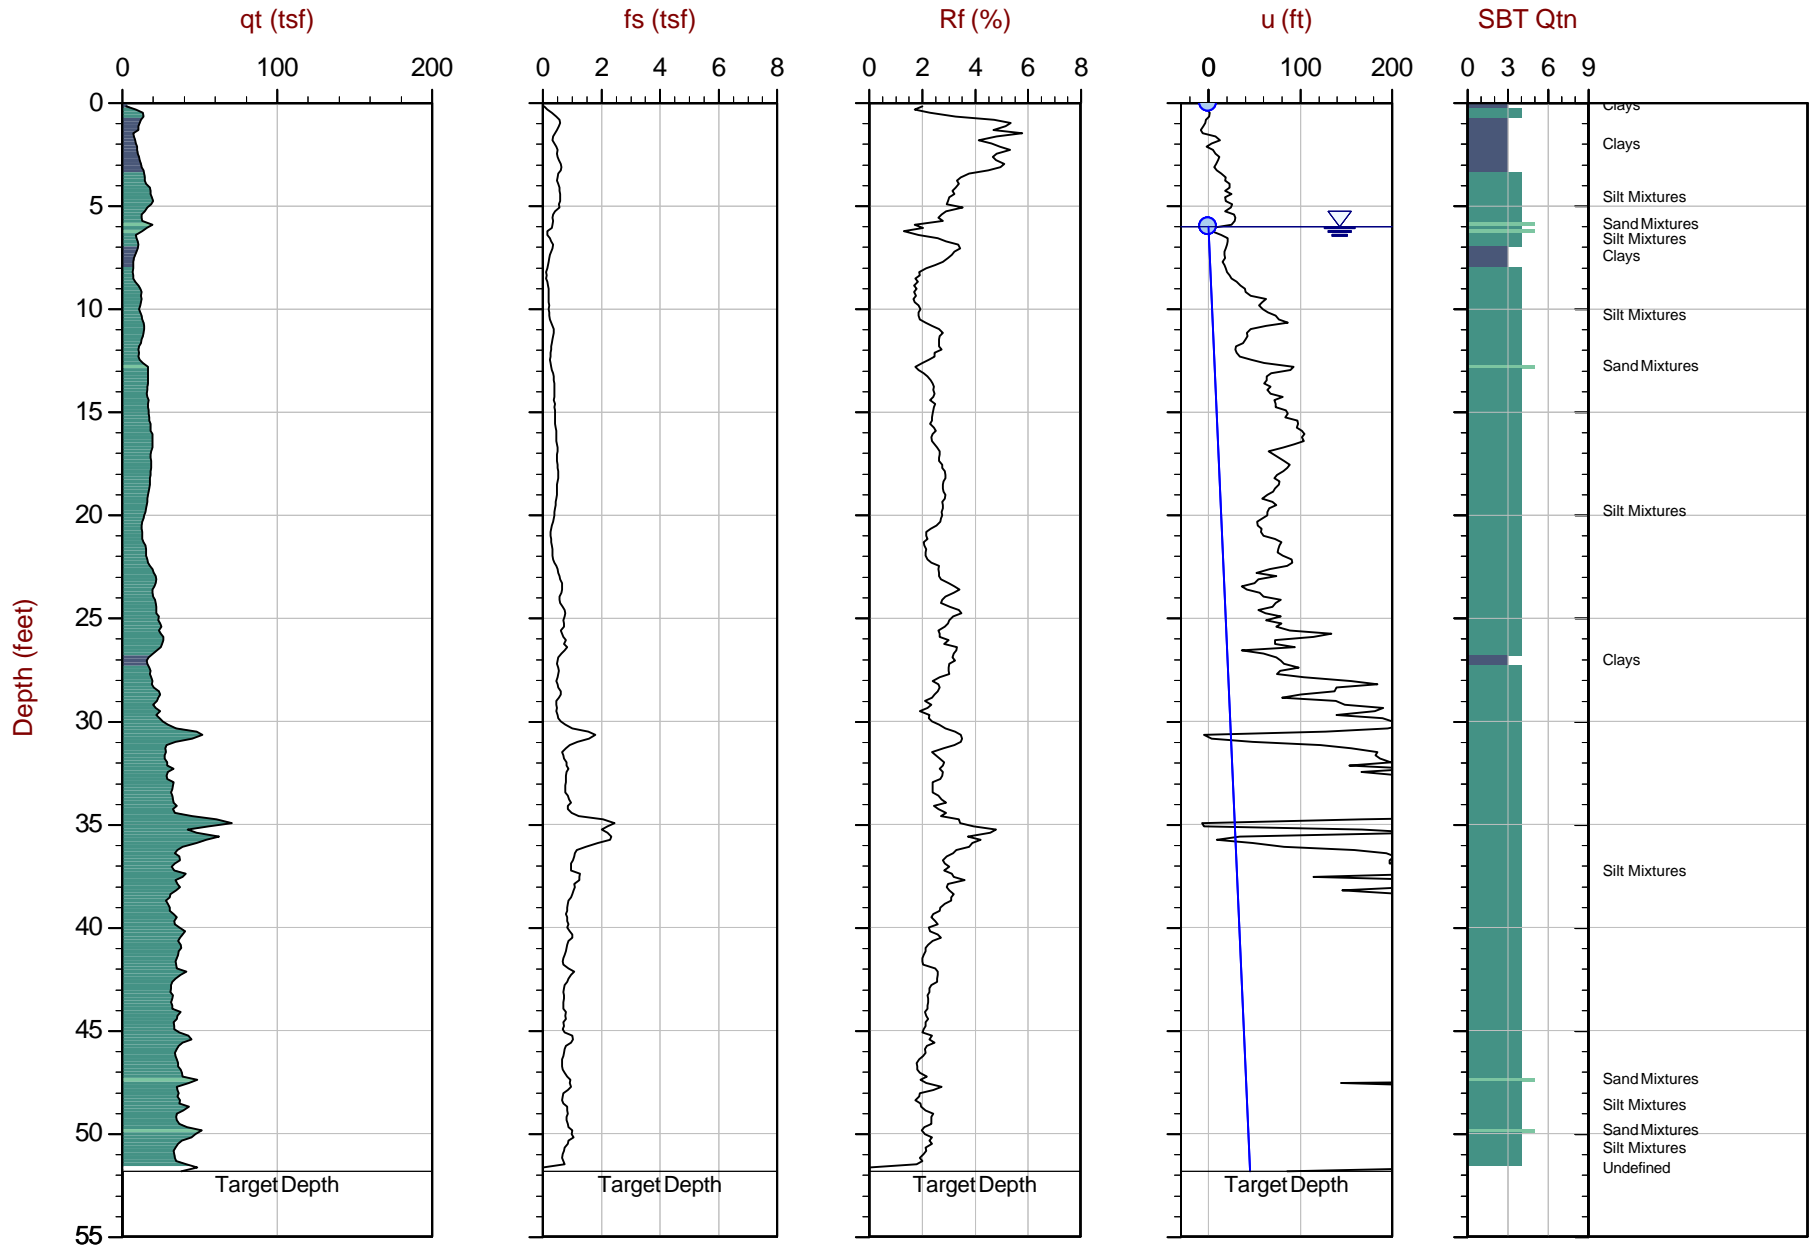 qt (tsf) fs (tsf) Rf (%) u (ft) SBT Qtn
0 100 200 0 2 4 6 8 0 2 4 6 8 0 0 100 200 0 3 6 9
Depth (feet)
0
5
10
15
20
25
30
35
40
45
50
55
Clays
Clays
Silt Mixtures
Sand Mixtures
Silt Mixtures
Clays
Silt Mixtures
Sand Mixtures
Silt Mixtures
Clays
Silt Mixtures
Sand Mixtures
Silt Mixtures
Sand Mixtures
Silt Mixtures
Undefined
Target Depth Target Depth Target Depth Target Depth